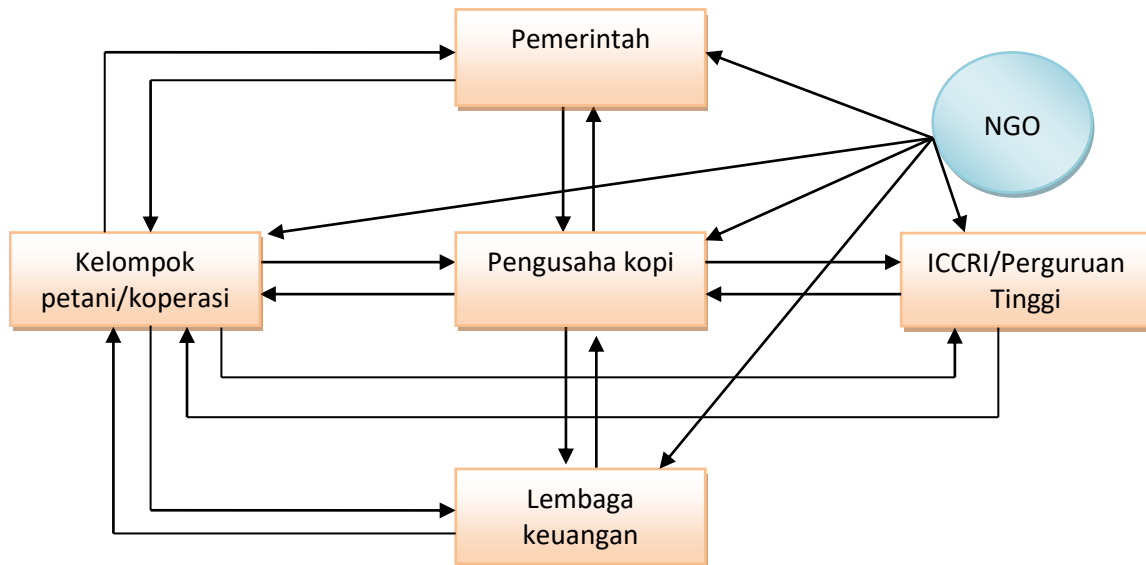 Pemerintah
NGO
Kelompok
petani/koperasi
Pengusaha kopi
ICCRI/Perguruan
Tinggi
Lembaga
keuangan